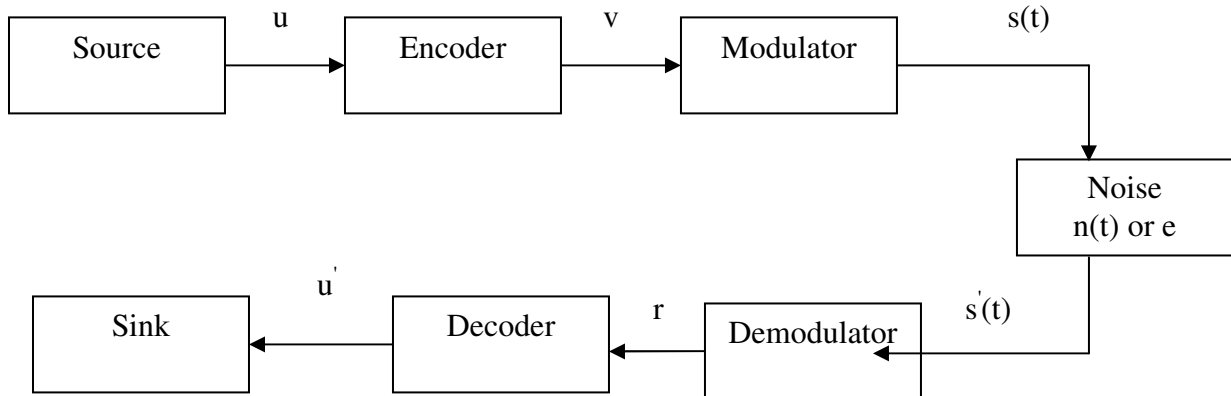 u
v
s(t)
Source
Encoder
Modulator
Noise
n(t) or e
u'
r
s'(t)
Sink
Decoder
Demodulator